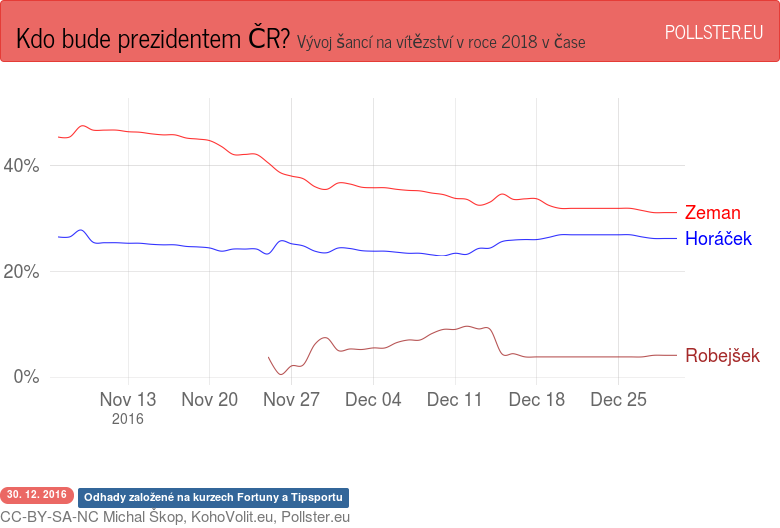 Kdo bude prezidentem ČR? Vývoj šancí na vítězství v roce 2018 v čase
POLLSTER.EU
40%
20%
0%
Zeman
Horáček
Robejšek
Nov 13 Nov 20 Nov 27 Dec 04 Dec 11 Dec 18 Dec 25
2016
30. 12. 2016 Odhady založené na kurzech Fortuny a Tipsportu
CC-BY-SA-NC Michal Škop, KohoVolit.eu, Pollster.eu